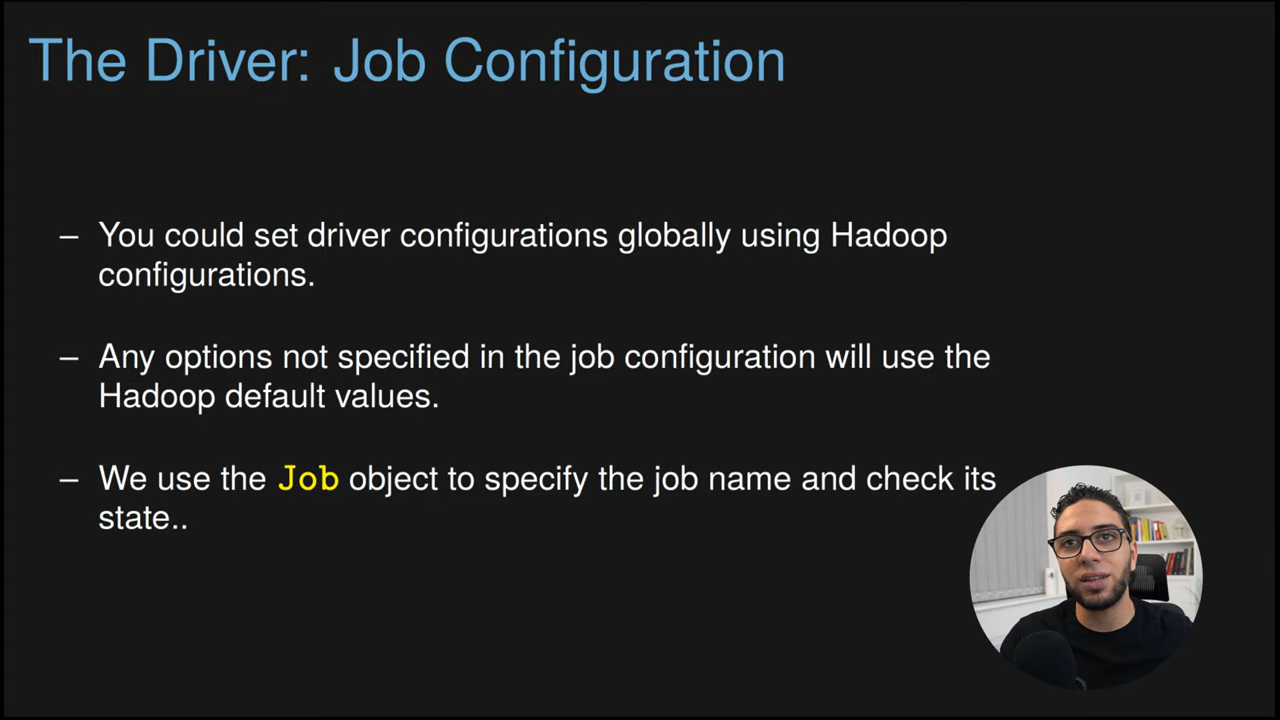 The Driver: Job Configuration
– You could set driver configurations globally using Hadoop
configurations.
– Any options not specified in the job configuration will use the
Hadoop default values.
– We use the Job object to specify the job name and check its
state..